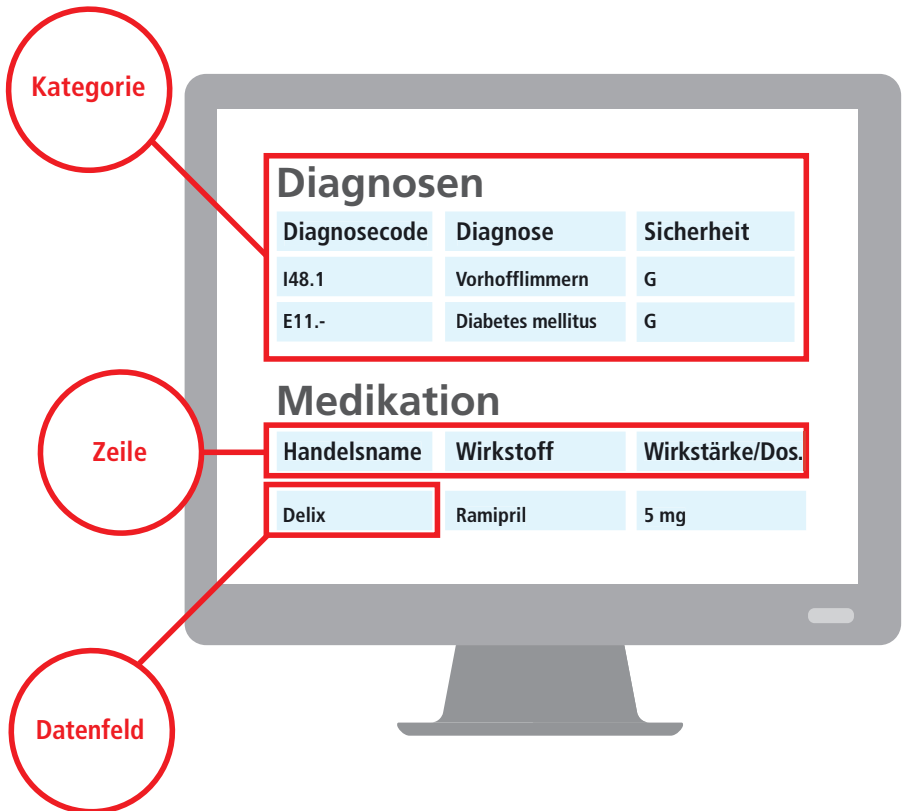 Kategorie
Diagnosen
Diagnosecode Diagnose Sicherheit
I48.1 Vorhofflimmern G
E11.- Diabetes mellitus G
Medikation
Zeile
Handelsname Wirkstoff Wirkstärke/Dos.
Delix Ramipril 5 mg
Datenfeld